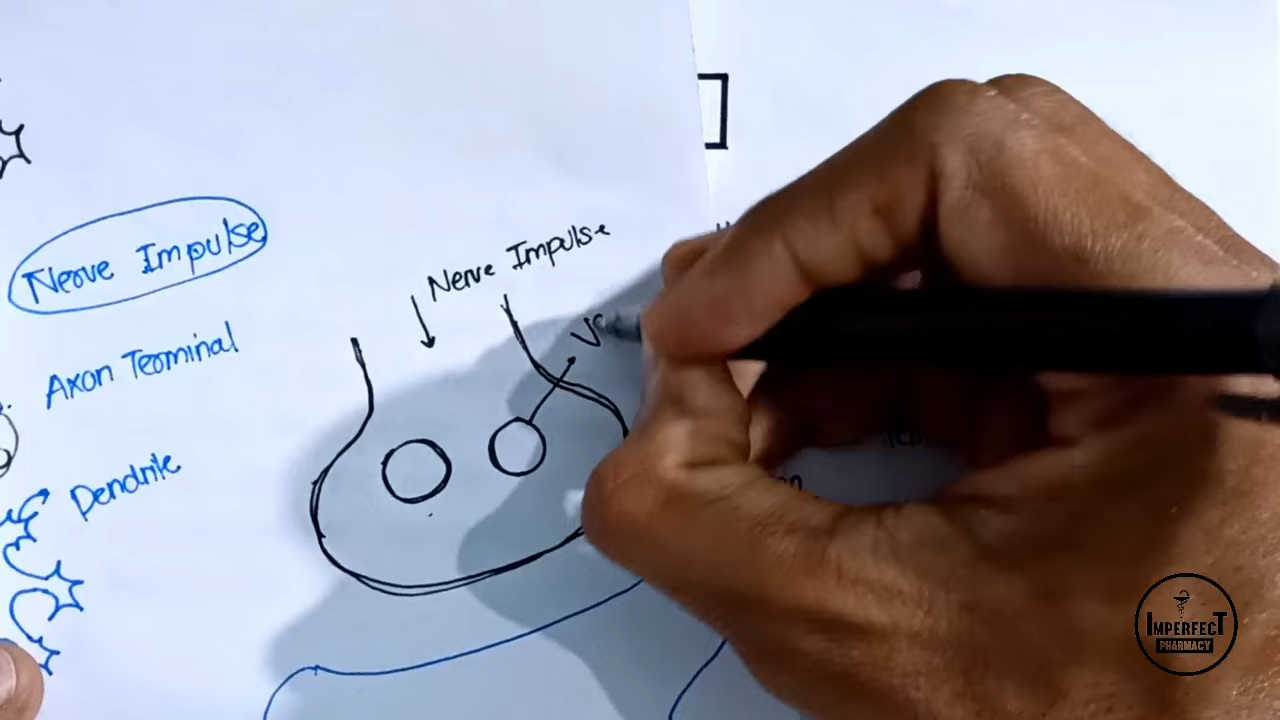 Nerve Impulse
Nerve Impulse
Axon Terminal
Dendrite
IMPERFECT
PHARMACY